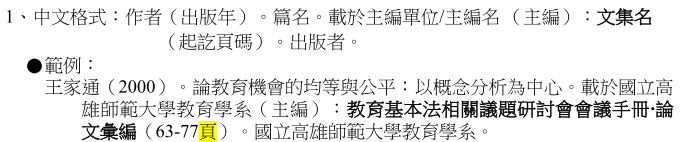 1、中文格式：作者（出版年）。篇名。載於主編單位/主編名 （主編）：文集名
（起訖頁碼）。出版者。
●範例：
王家通（2000）。論教育機會的均等與公平：以概念分析為中心。載於國立高
雄師範大學教育學系（主編）：教育基本法相關議題研討會會議手冊‧論
文彙編（63-77頁）。國立高雄師範大學教育學系。